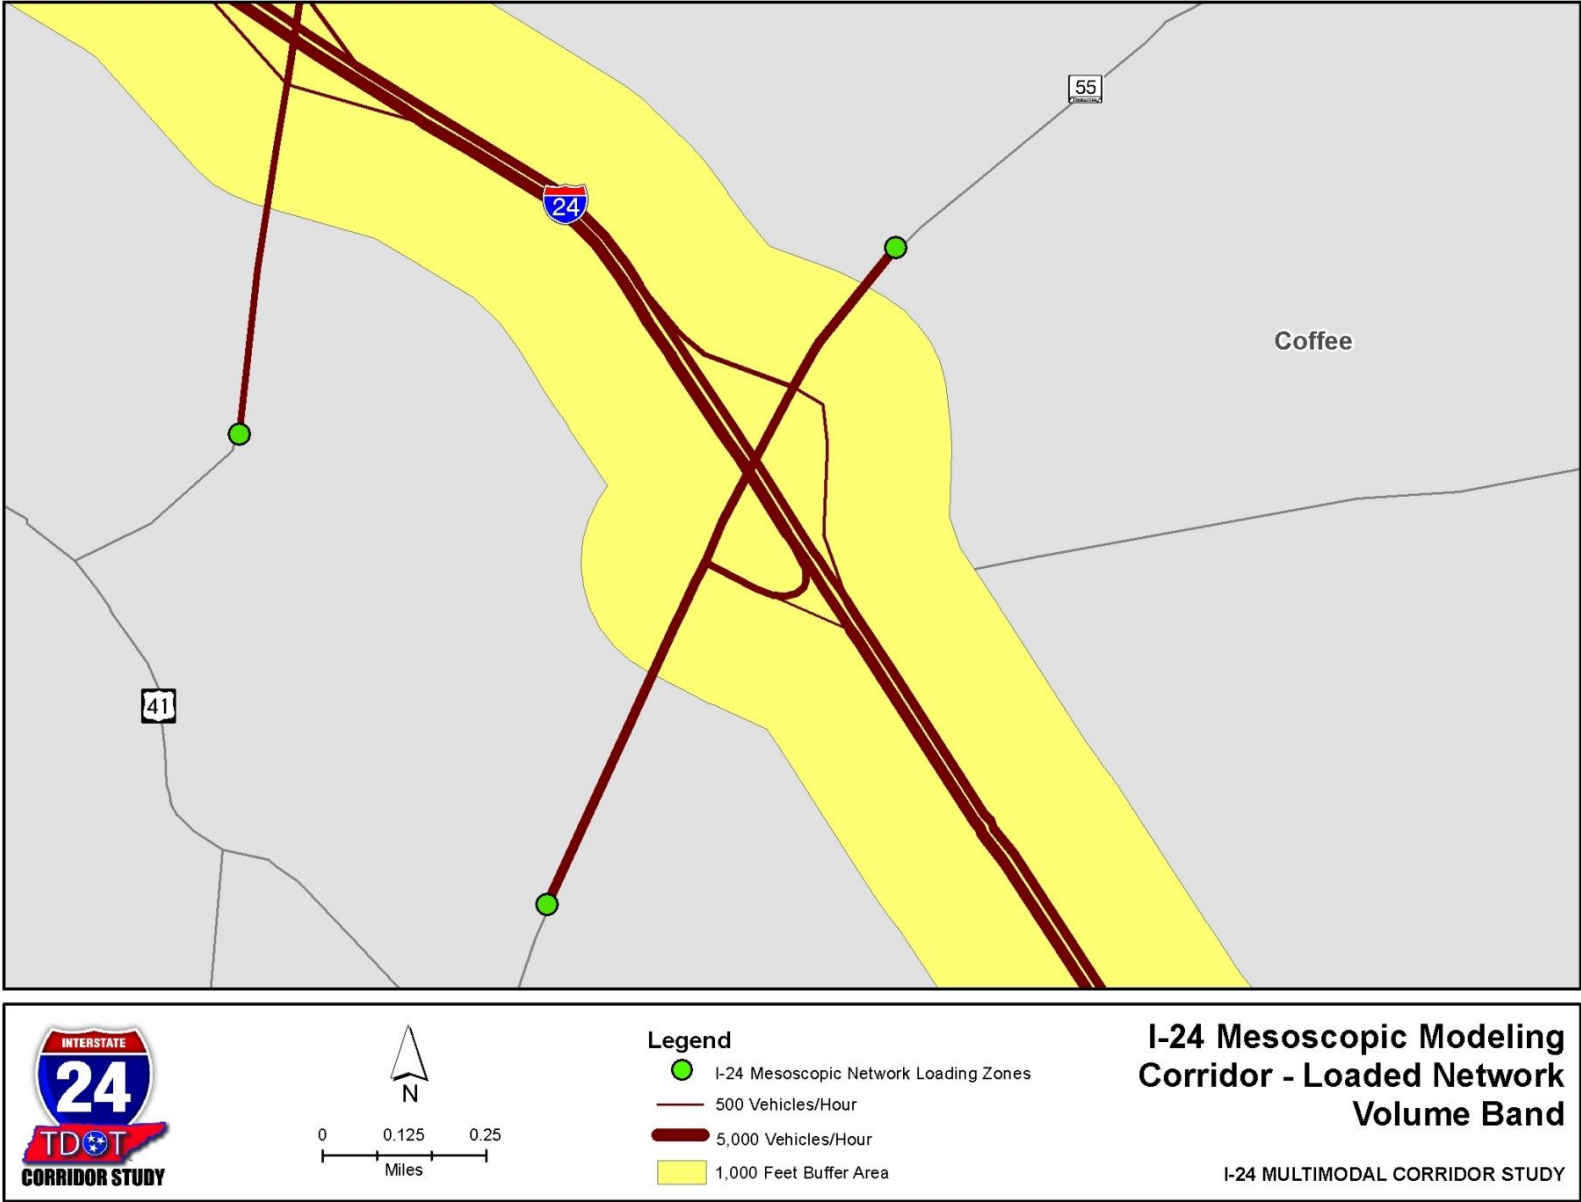 55
24
Coffee
41
INTERSTATE
24
TDOT
CORRIDOR STUDY
N
0 0.125 0.25
Miles
Legend
I-24 Mesoscopic Network Loading Zones
500 Vehicles/Hour
5,000 Vehicles/Hour
1,000 Feet Buffer Area
I-24 Mesoscopic Modeling
Corridor - Loaded Network
Volume Band
I-24 MULTIMODAL CORRIDOR STUDY